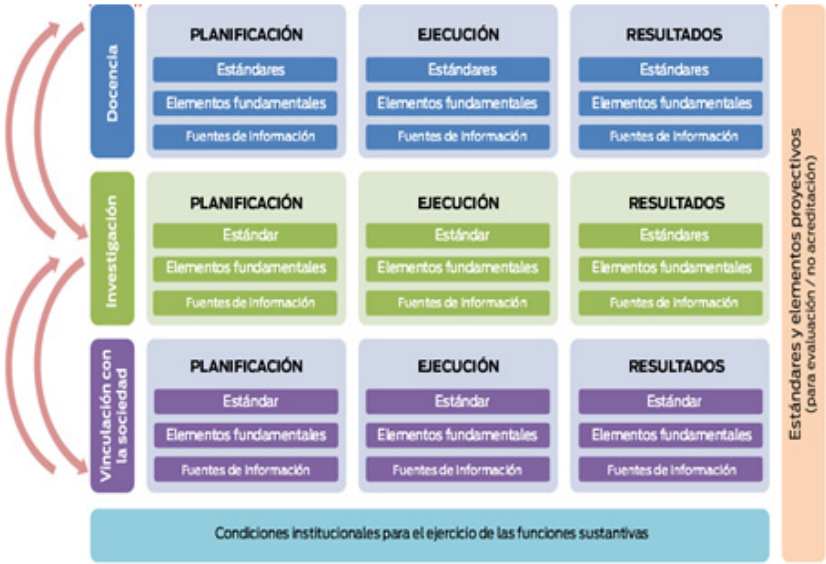 Docencia
PLANIFICACIÓN
Estándares
Elementos fundamentales
Fuentes de Información
EJECUCIÓN
Estándares
Elementos fundamentales
Fuentes de Información
RESULTADOS
Estándares
Elementos fundamentales
Fuentes de Información
Investigación
PLANIFICACIÓN
Estándar
Elementos fundamentales
Fuentes de Información
EJECUCIÓN
Estándar
Elementos fundamentales
Fuentes de Información
RESULTADOS
Estándares
Elementos fundamentales
Fuentes de Información
Vinculación con
la sociedad
PLANIFICACIÓN
Estándar
Elementos fundamentales
Fuentes de Información
EJECUCIÓN
Estándar
Elementos fundamentales
Fuentes de Información
RESULTADOS
Estándar
Elementos fundamentales
Fuentes de Información
Condiciones institucionales para el ejercicio de las funciones sustantivas
Estándares y elementos proyectivos
(para evaluación / no acreditación)